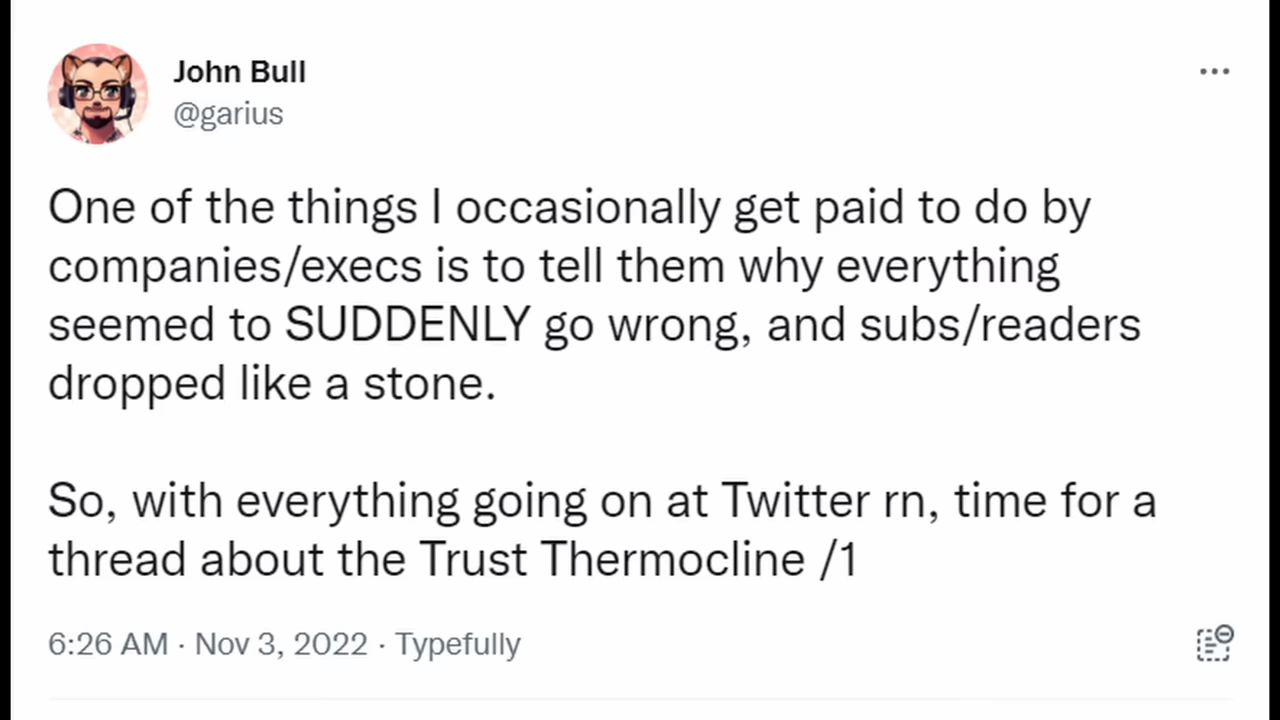 John Bull
@garius
One of the things I occasionally get paid to do by
companies/execs is to tell them why everything
seemed to SUDDENLY go wrong, and subs/readers
dropped like a stone.
So, with everything going on at Twitter rn, time for a
thread about the Trust Thermocline /1
6:26 AM · Nov 3, 2022 · Typefully